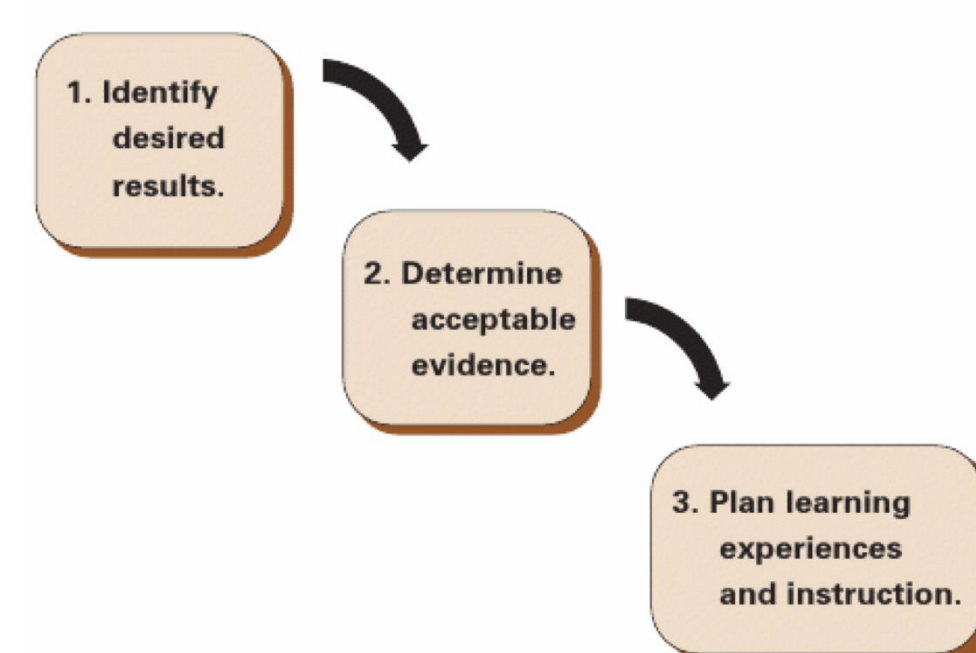 1. Identify
desired
results.
2. Determine
acceptable
evidence.
3. Plan learning
experiences
and instruction.